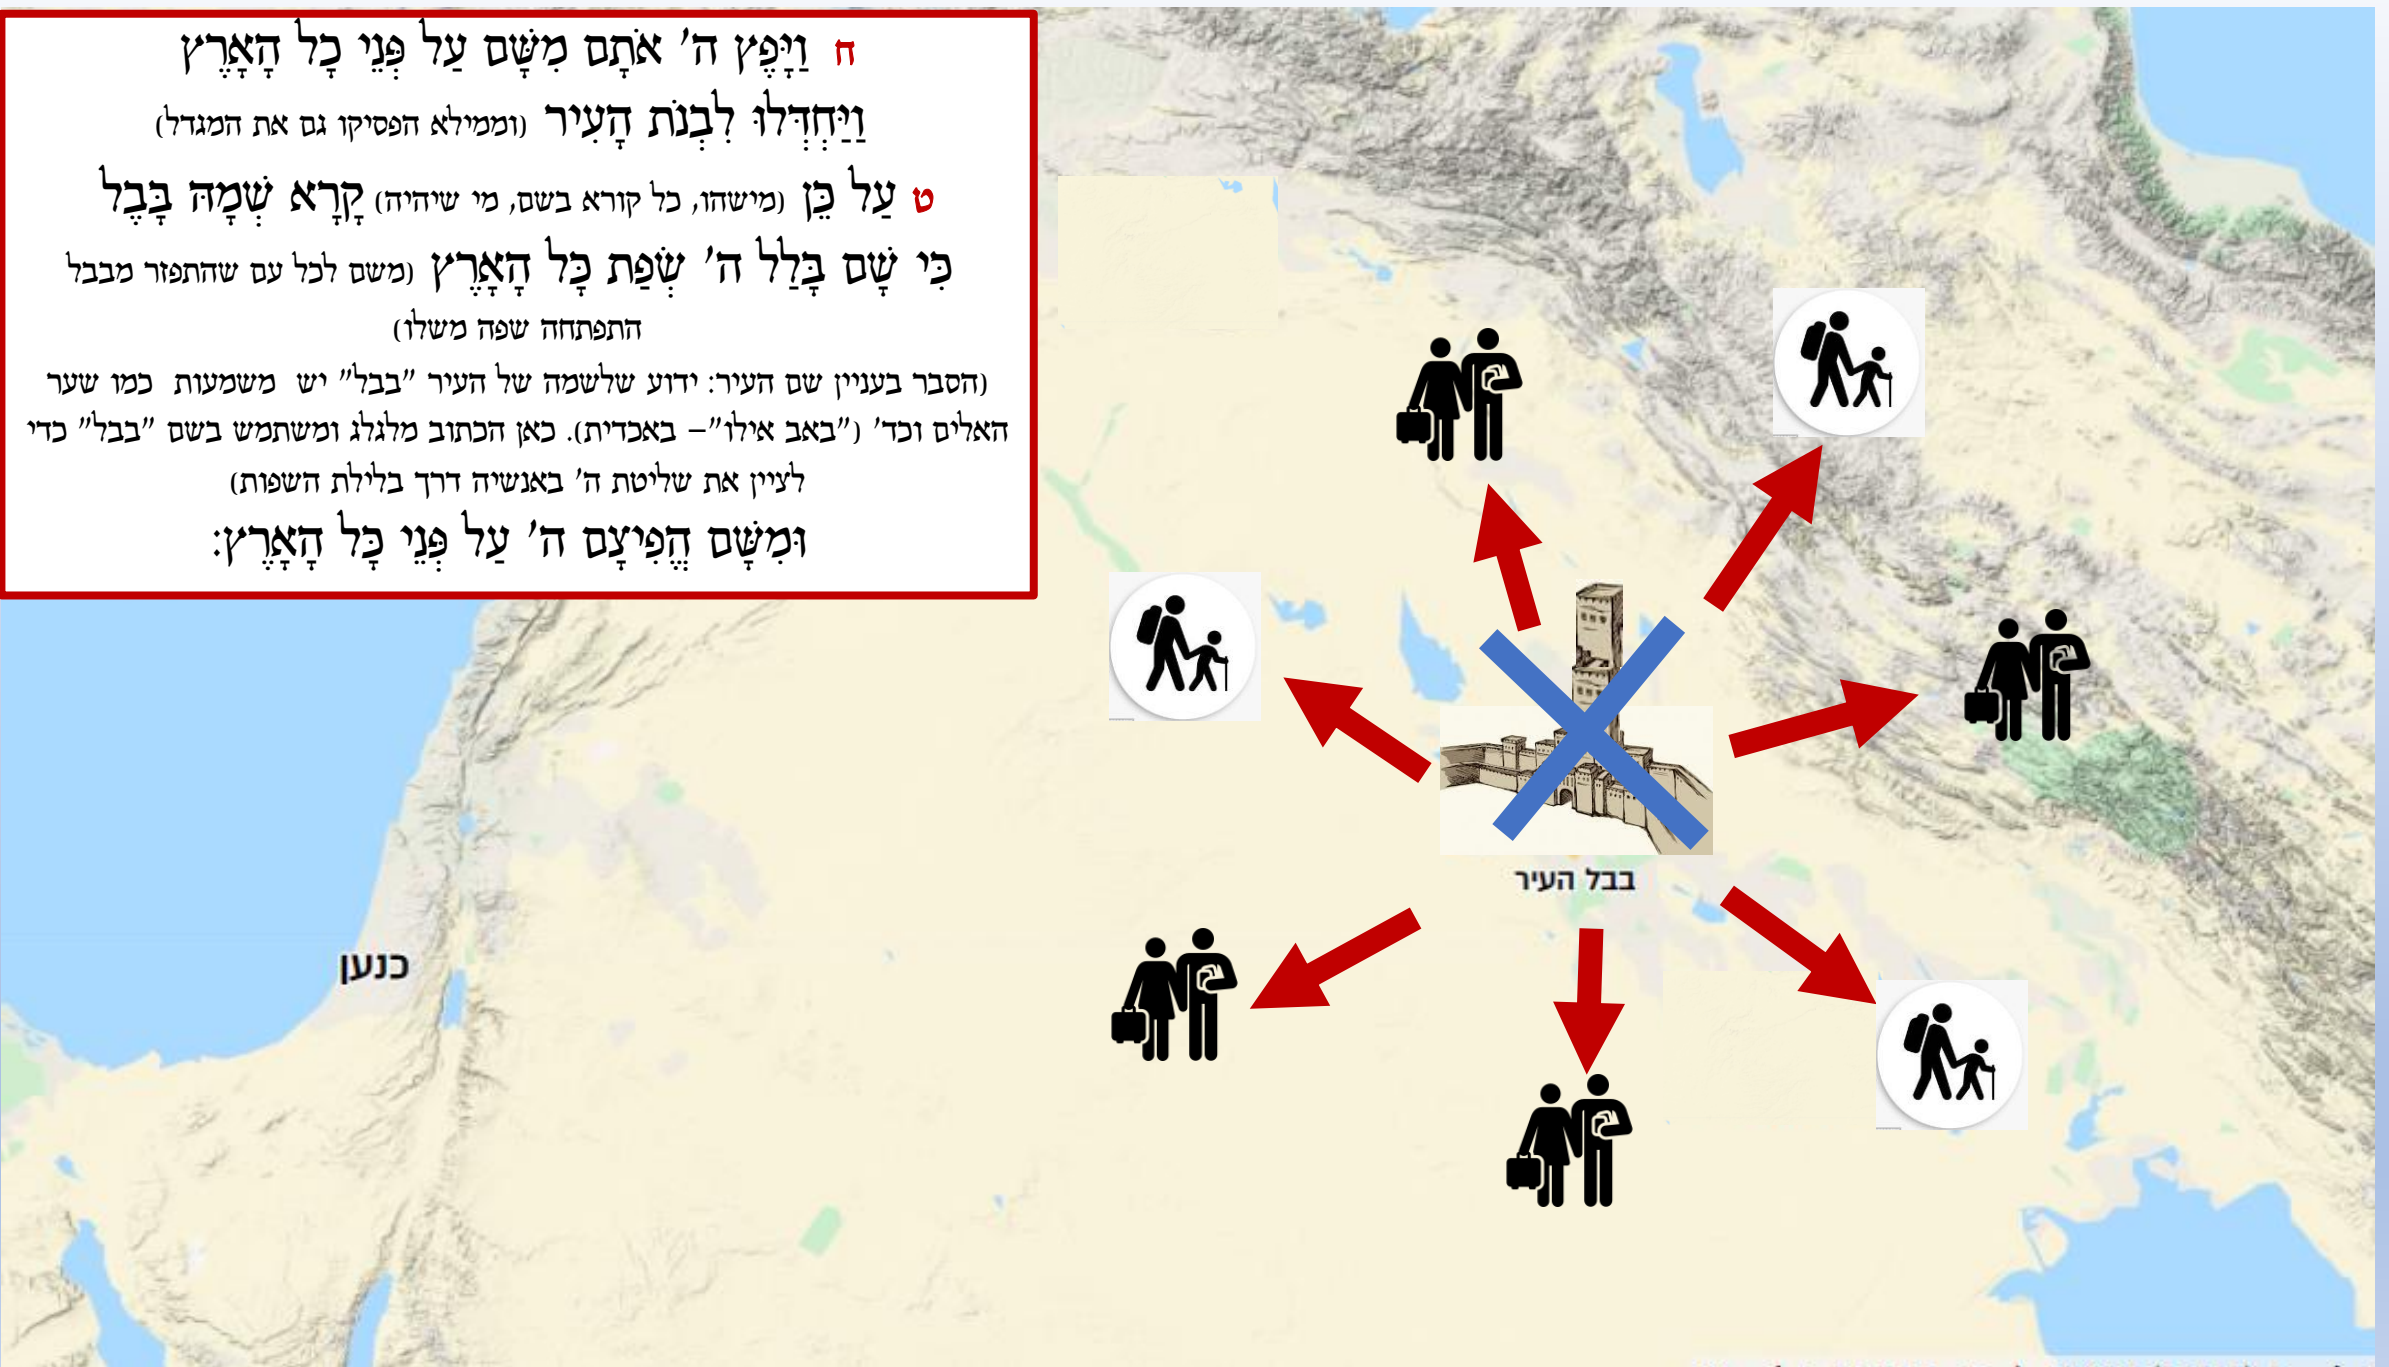 ח וַיָּפֶץ ה' אֹתָם מִשָּׁם עַל פְּנֵי כָל הָאָרֶץ
וַיַּחְדְּלוּ לִבְנֹת הָעִיר (וממילא הפסיקו גם את המגדל)
ט עַל כֵּן (מישהו, כל קורא בשם, מי שיהיה) קָרָא שְׁמָהּ בָּבֶל
כִּי שָׁם בָּלַל ה' שְׂפַת כָּל הָאָרֶץ (משם לכל עם שהתפזר מבבל
התפתחה שפה משלו)
(הסבר בעניין שם העיר: ידוע שלשמה של העיר "בבל" יש משמעות כמו שער
האלים וכד' ("באב אילו" – באכדית). כאן הכתוב מלגלג ומשתמש בשם "בבל" כדי
לציין את שליטת ה' באנשיה דרך בלילת השפות)
וּמִשָּׁם הֱפִיצָם ה' עַל פְּנֵי כָּל הָאָרֶץ:
בבל העיר
כנען